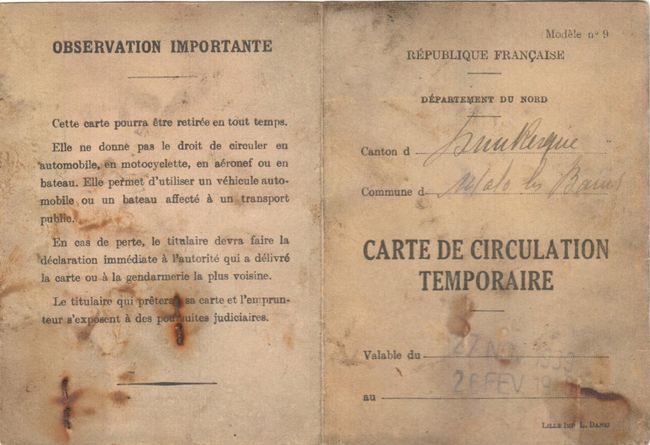 OBSERVATION IMPORTANTE
Cette carte pourra être retirée en tout temps.
Elle ne donne pas le droit de circuler en
automobile, en motocyclette, en aéronef ou en
bateau. Elle permet d'utiliser un véhicule auto-
mobile ou un bateau affecté à un transport
public.
En cas de perte, le titulaire devra faire la
déclaration immédiate à l'autorité qui a délivré
la carte ou à la gendarmerie la plus voisine.
Le titulaire qui prêtera sa carte et l'emprun-
teur s'exposent à des poursuites judiciaires.
Modèle n° 9
RÉPUBLIQUE FRANÇAISE
DÉPARTEMENT DU NORD
Canton d Dunkerque
Commune d Malo les Bains
CARTE DE CIRCULATION
TEMPORAIRE
Valable du 27 NOV 1939
au 26 FEV
LILLE IMP. L. DANEL